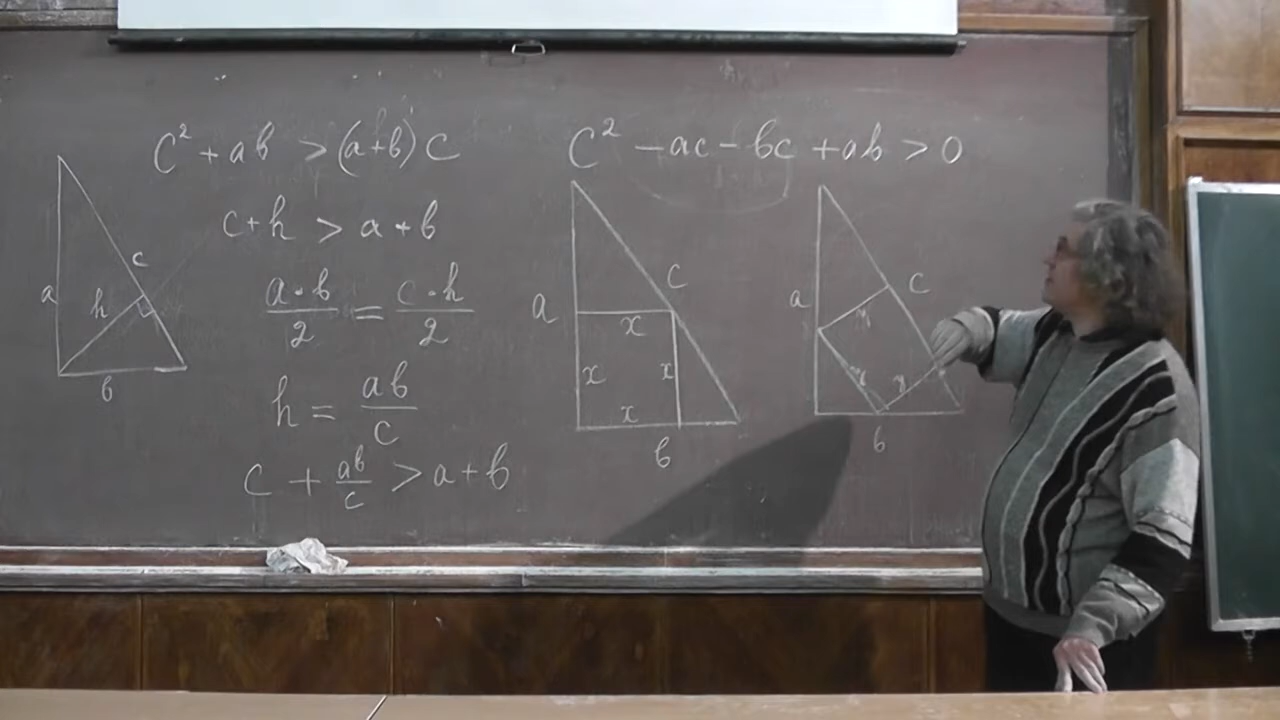 C² + ab > (a+b) c
c + h > a + b
a · b / 2 = c · h / 2
h = ab / c
c + ab / c > a + b
C² − ac − bc + ab > 0
a
h
c
b
a
c
x
x
x
x
b
a
c
y
y
y
b